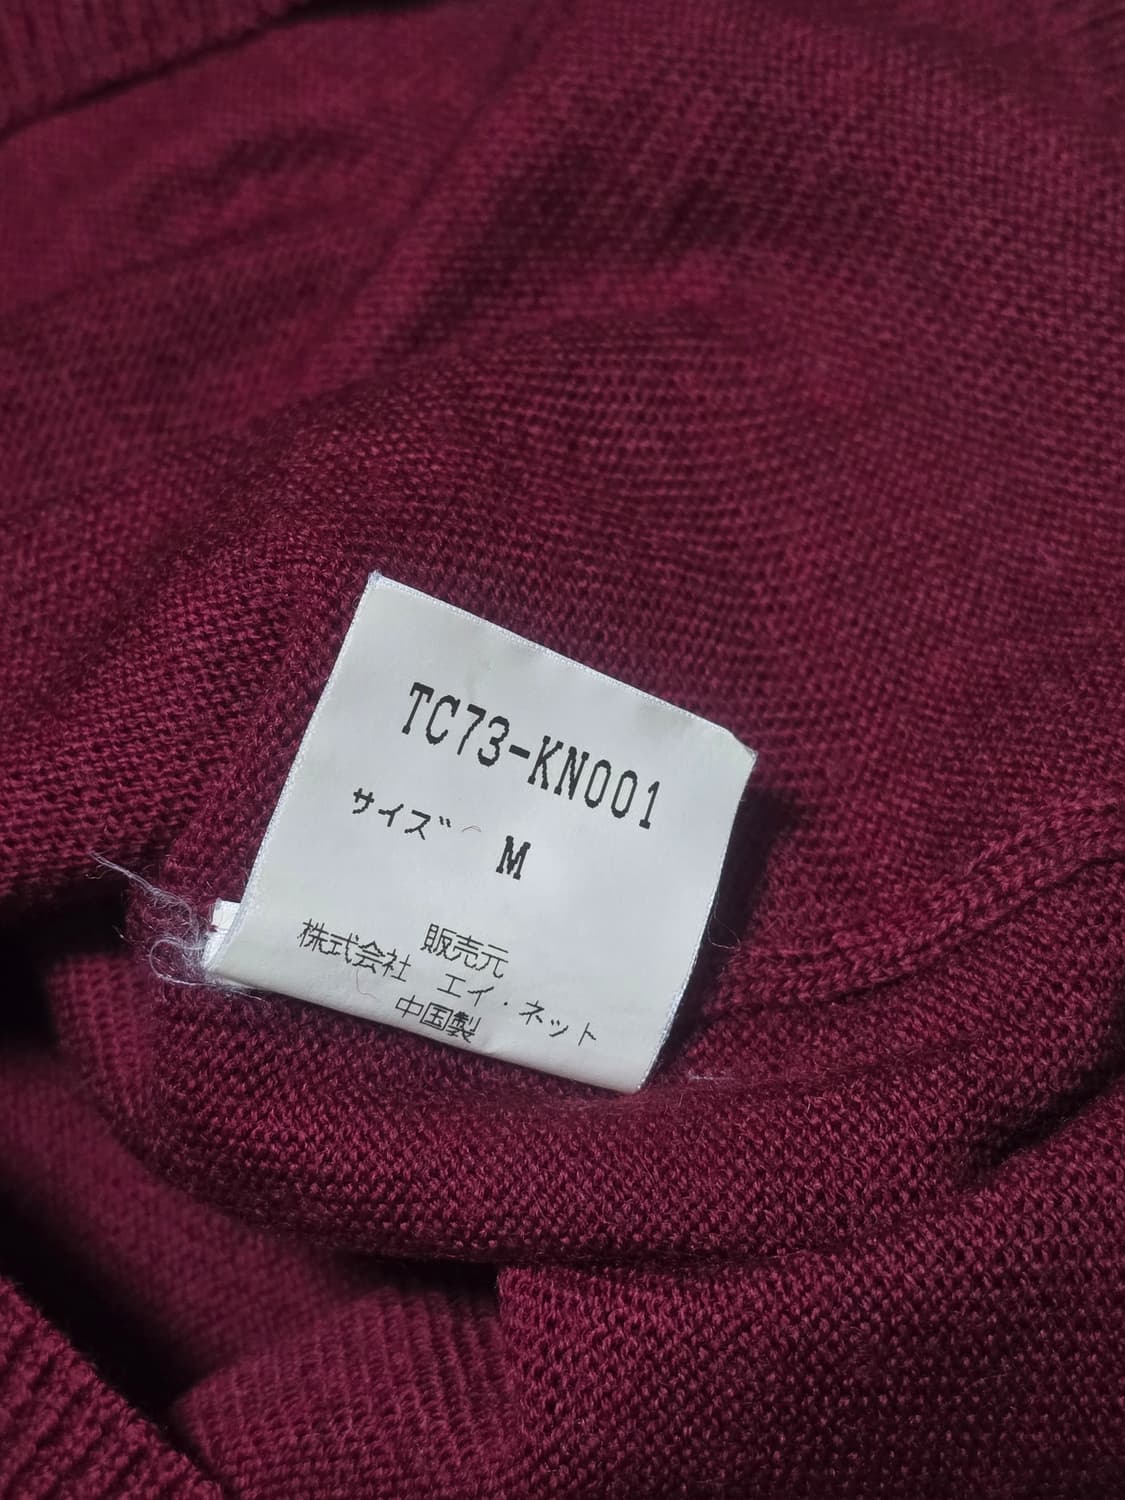 TC73-KN001
サイズ M
販売元
株式会社 エイ・ネット
中国製